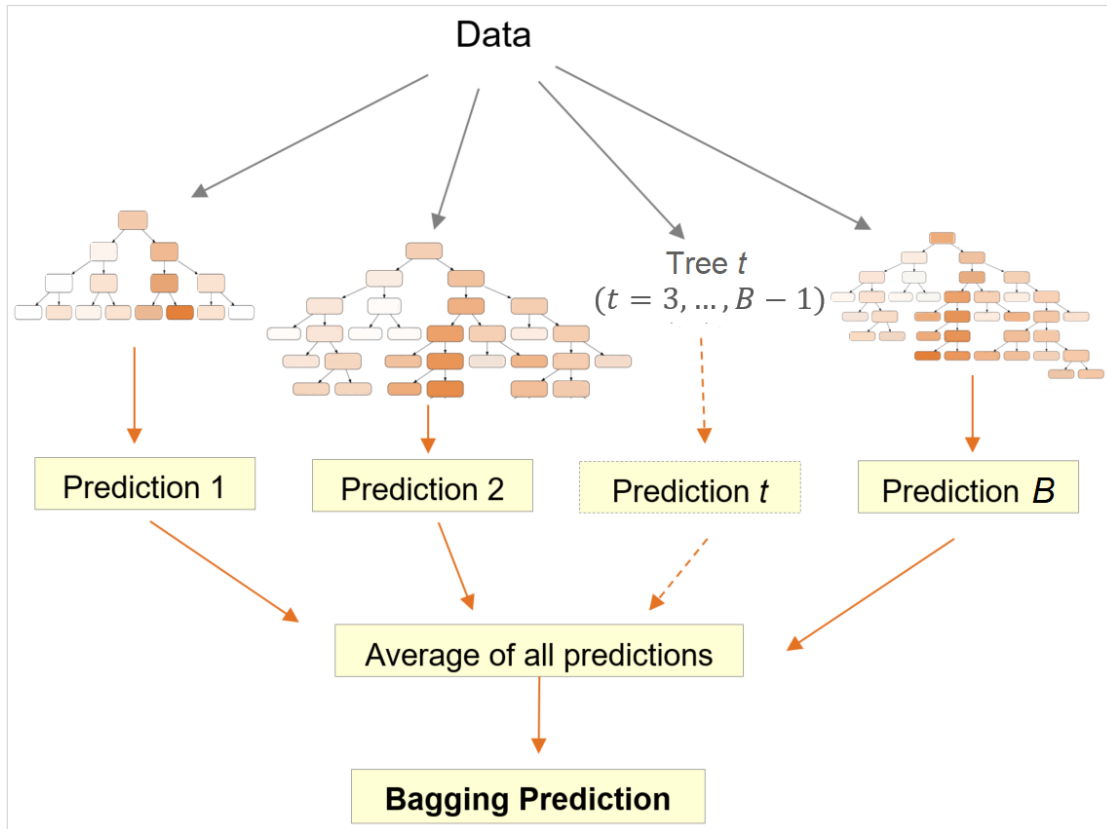 Data
Tree t
(t = 3, … , B − 1)
Prediction 1
Prediction 2
Prediction t
Prediction B
Average of all predictions
Bagging Prediction